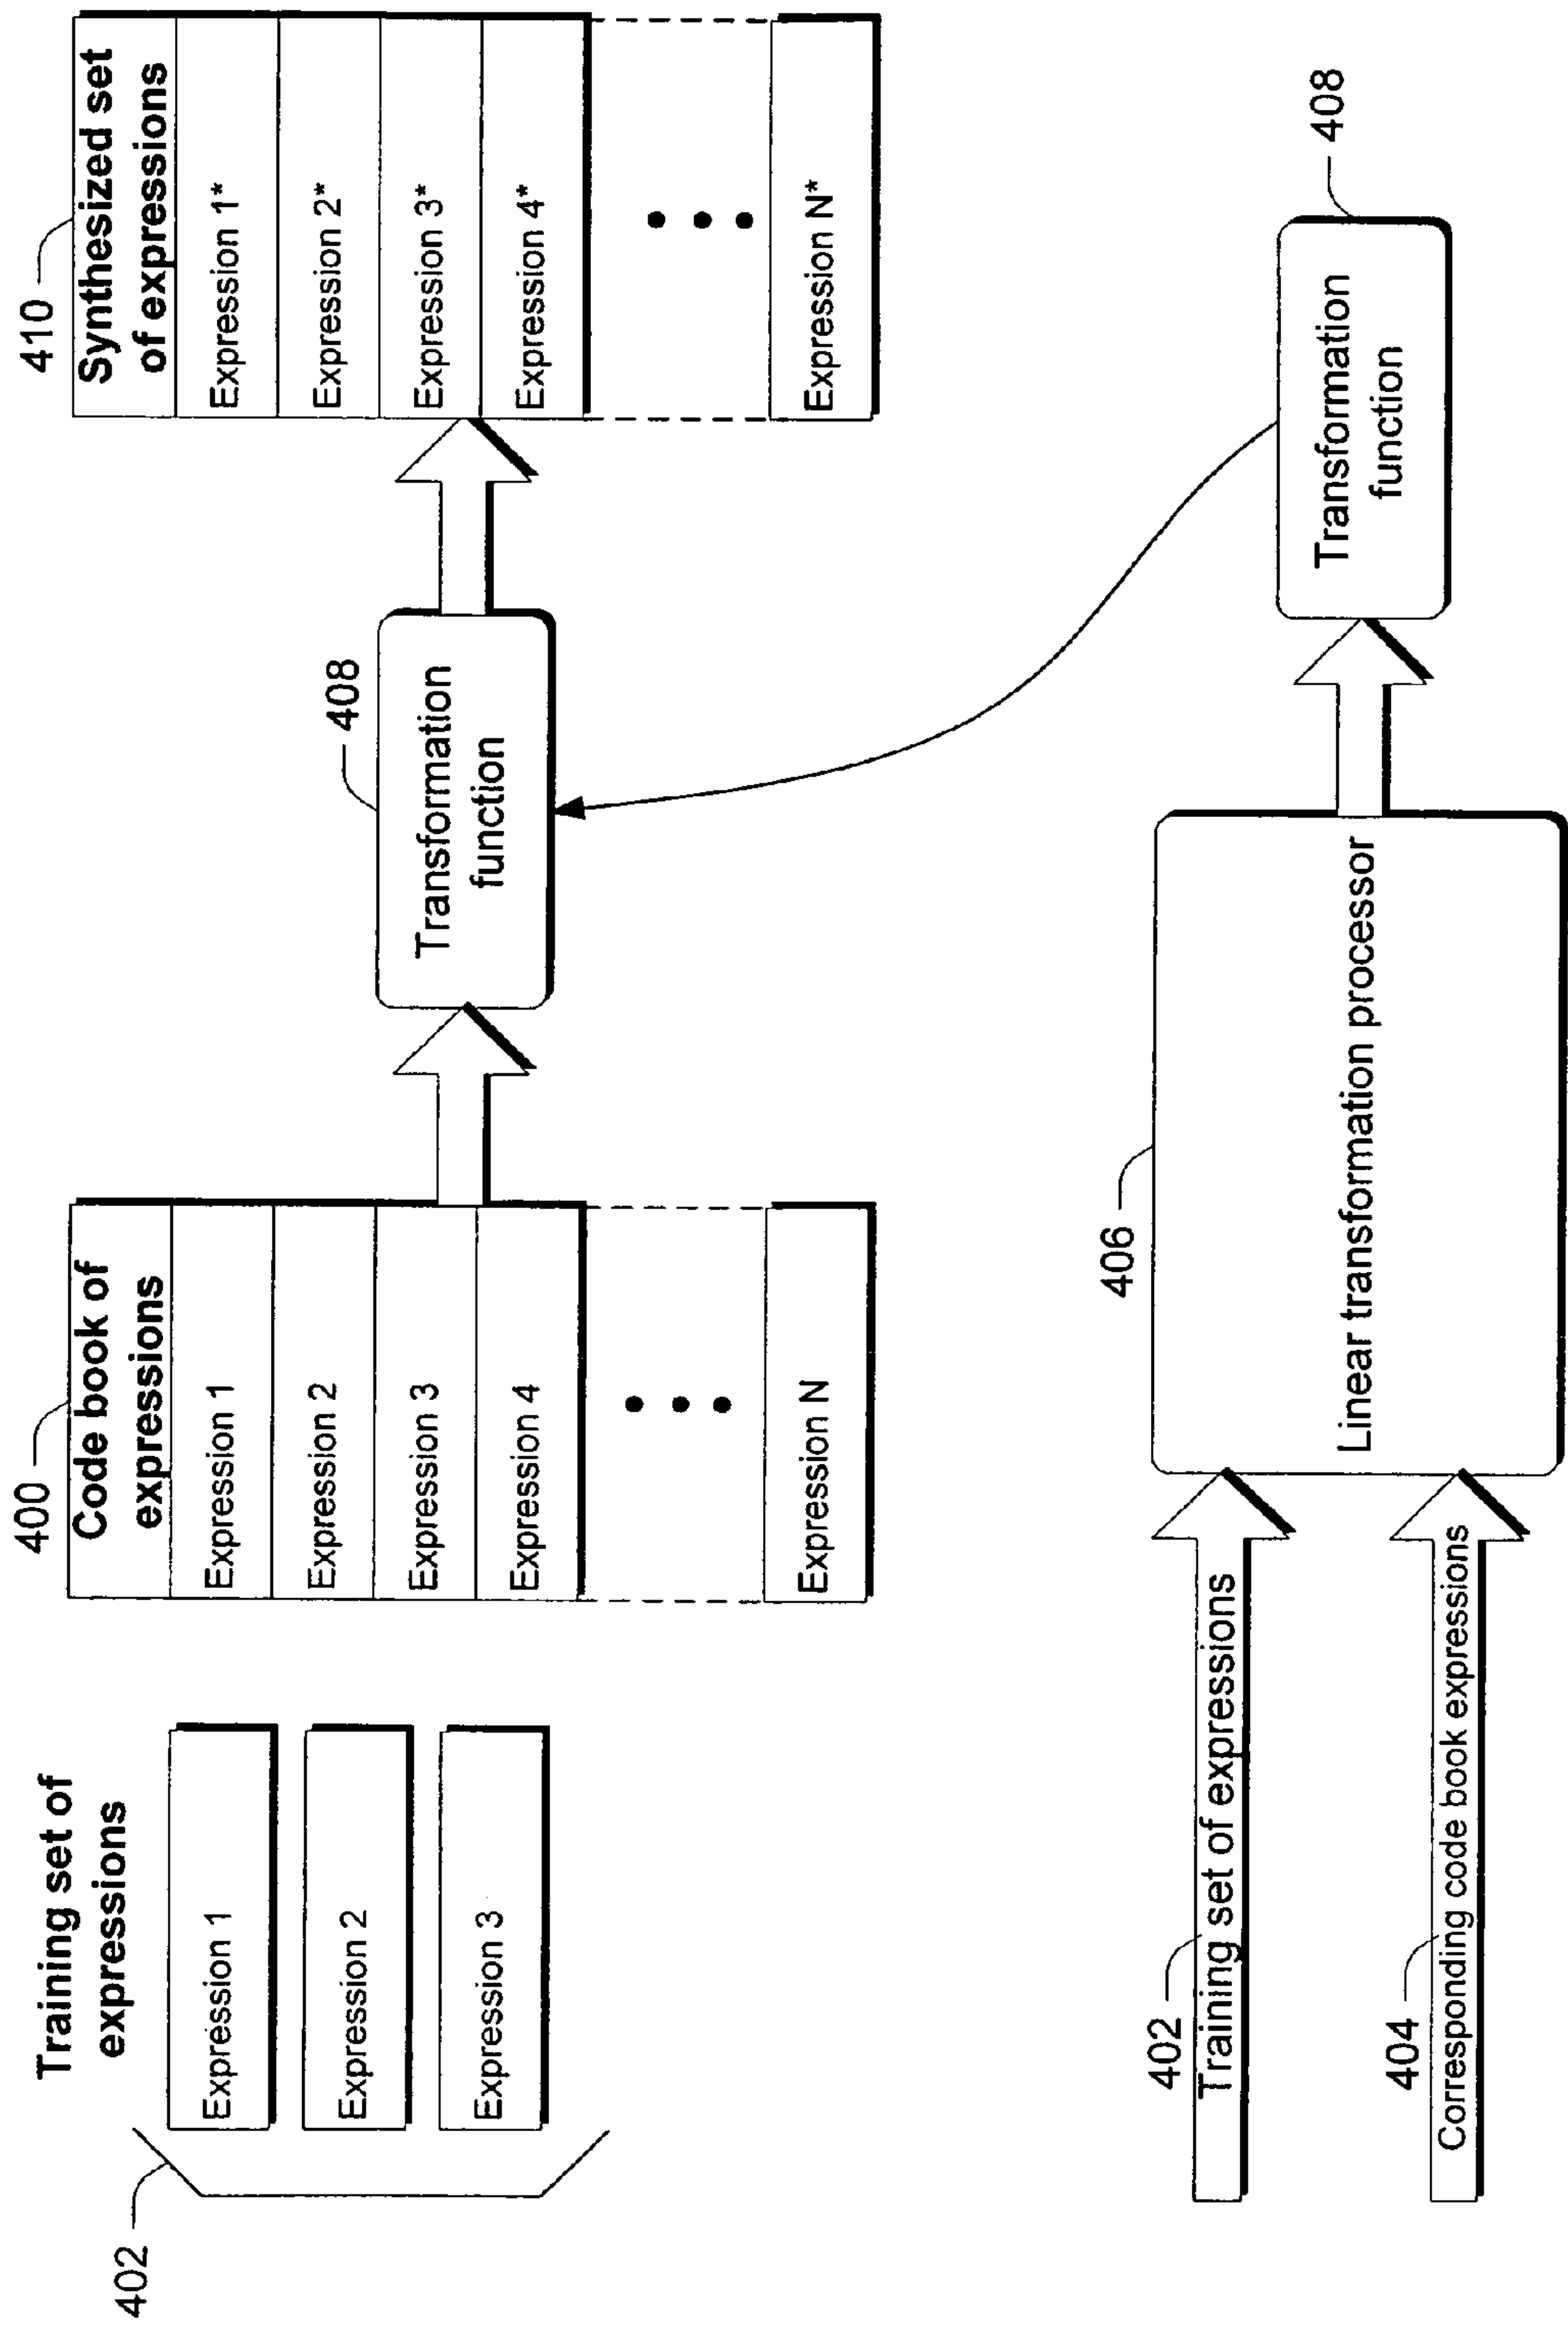 402
Training set of
expressions
Expression 1
Expression 2
Expression 3
400
Code book of
expressions
Expression 1
Expression 2
Expression 3
Expression 4
Expression N
408
Transformation
function
410
Synthesized set
of expressions
Expression 1*
Expression 2*
Expression 3*
Expression 4*
Expression N*
402
Training set of expressions
404
Corresponding code book expressions
406
Linear transformation processor
408
Transformation
function